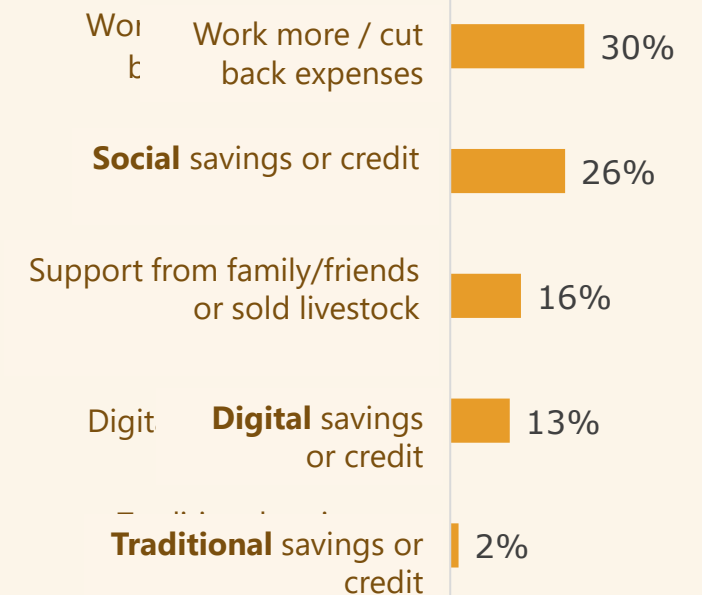 Work more / cut
back expenses
30%
Social savings or credit
26%
Support from family/friends
or sold livestock
16%
Digital savings
or credit
13%
Traditional savings or
credit
2%